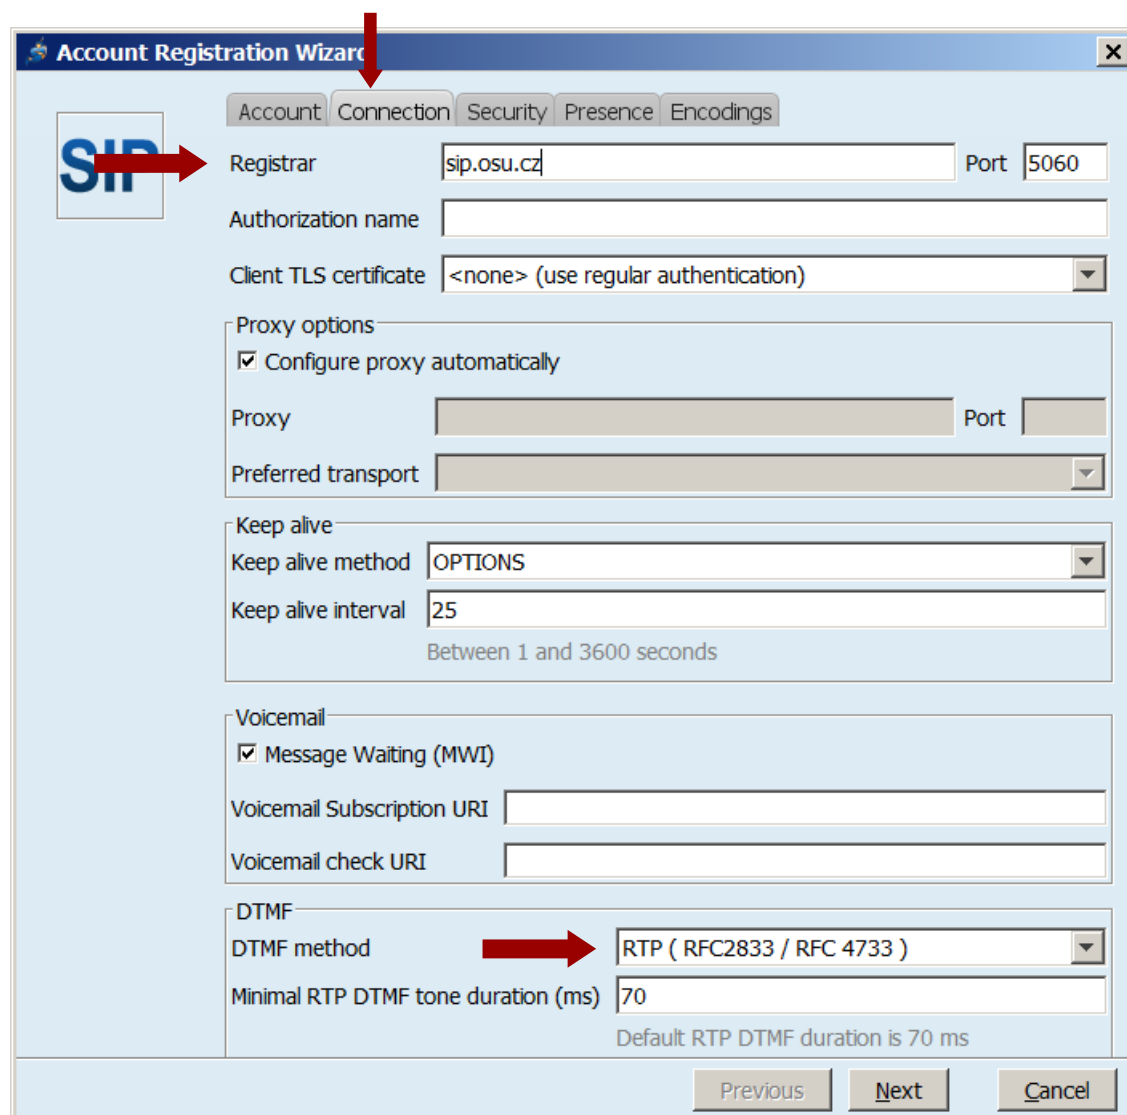 Account Registration Wizard
Account Connection Security Presence Encodings
SIP
Registrar sip.osu.cz Port 5060
Authorization name
Client TLS certificate <none> (use regular authentication)
Proxy options
Configure proxy automatically
Proxy Port
Preferred transport
Keep alive
Keep alive method OPTIONS
Keep alive interval 25
Between 1 and 3600 seconds
Voicemail
Message Waiting (MWI)
Voicemail Subscription URI
Voicemail check URI
DTMF
DTMF method RTP ( RFC2833 / RFC 4733 )
Minimal RTP DTMF tone duration (ms) 70
Default RTP DTMF duration is 70 ms
Previous Next Cancel